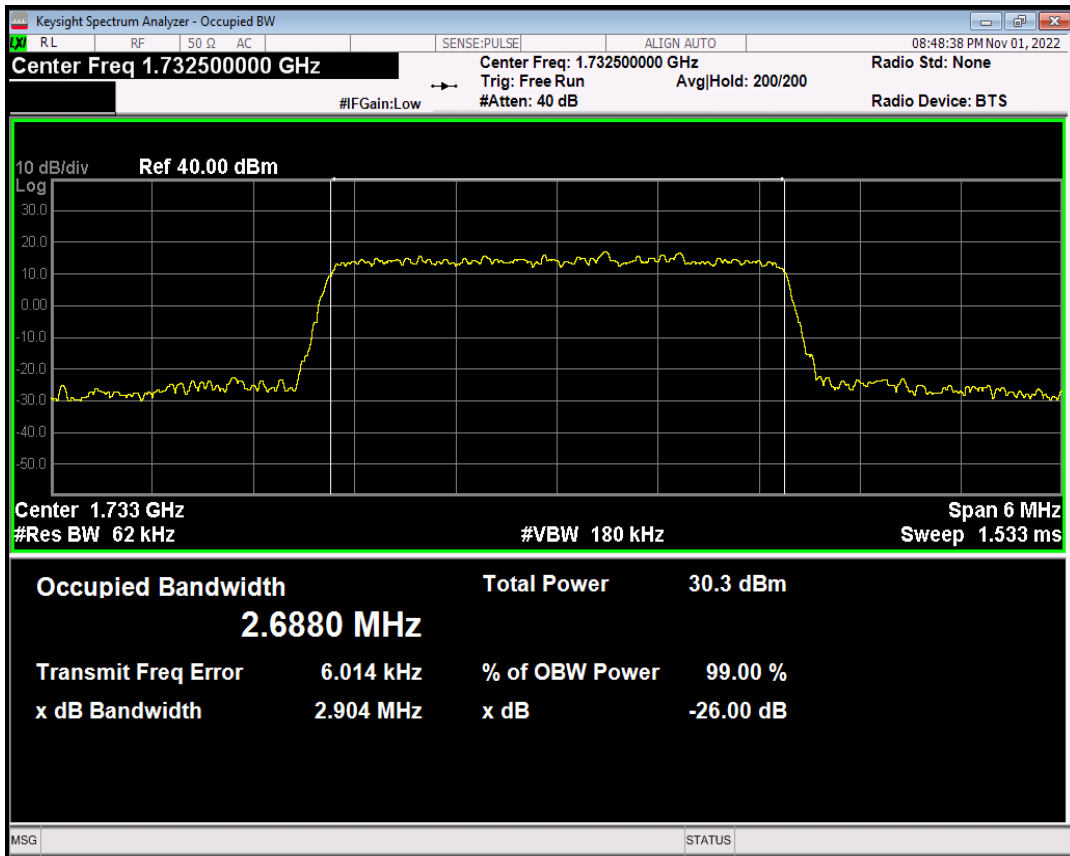 Keysight Spectrum Analyzer - Occupied BW
LXI RL RF 50 Ω AC SENSE:PULSE ALIGN AUTO 08:48:38 PM Nov 01, 2022
Center Freq 1.732500000 GHz Center Freq: 1.732500000 GHz Radio Std: None
Trig: Free Run Avg|Hold: 200/200
#IFGain:Low #Atten: 40 dB Radio Device: BTS
10 dB/div Ref 40.00 dBm
Log
30.0
20.0
10.0
0.00
-10.0
-20.0
-30.0
-40.0
-50.0
Center 1.733 GHz Span 6 MHz
#Res BW 62 kHz #VBW 180 kHz Sweep 1.533 ms
Occupied Bandwidth Total Power 30.3 dBm
2.6880 MHz
Transmit Freq Error 6.014 kHz % of OBW Power 99.00 %
x dB Bandwidth 2.904 MHz x dB -26.00 dB
MSG STATUS